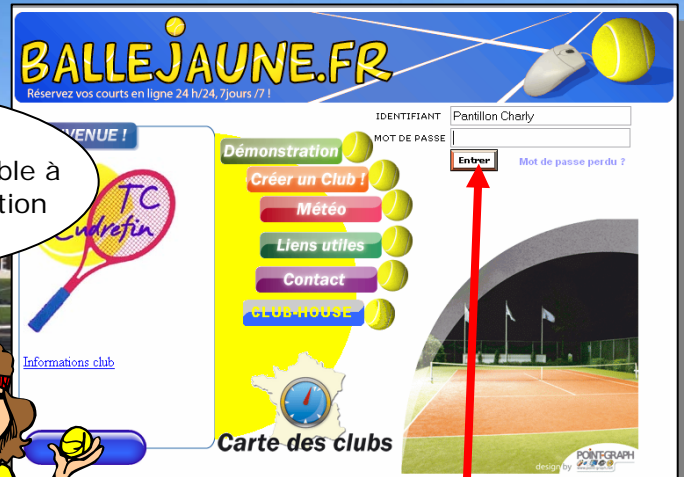 BALLEJAUNE.FR
Réservez vos courts en ligne 24 h/24, 7jours /7 !
IDENTIFIANT Pantillon Charly
MOT DE PASSE
Entrer Mot de passe perdu ?
VENUE !
ble à
tion
TC
Cudrefin
Informations club
Démonstration
Créer un Club !
Météo
Liens utiles
Contact
CLUB-HOUSE
Carte des clubs
design by POINT-GRAPH